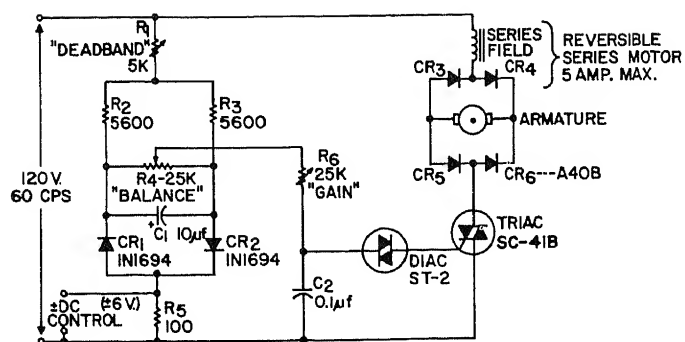 R1
"DEADBAND"
5K
SERIES
FIELD
REVERSIBLE
SERIES MOTOR
5 AMP. MAX.
CR3
CR4
R2
5600
R3
5600
ARMATURE
120 V.
60 CPS
R4-25K
"BALANCE"
R6
25K
"GAIN"
CR5
CR6---A40B
+
C1 10μf
CR1
IN1694
CR2
IN1694
TRIAC
SC-41B
DIAC
ST-2
C2
0.1μf
±DC
CONTROL
(±6 V.)
R5
100